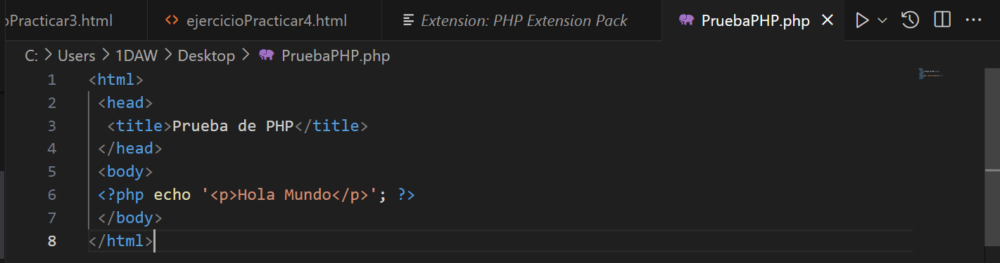 oPracticar3.html <> ejercicioPracticar4.html Extension: PHP Extension Pack PruebaPHP.php
C: > Users > 1DAW > Desktop > PruebaPHP.php
1 <html>
2 <head>
3 <title>Prueba de PHP</title>
4 </head>
5 <body>
6 <?php echo '<p>Hola Mundo</p>'; ?>
7 </body>
8 </html>